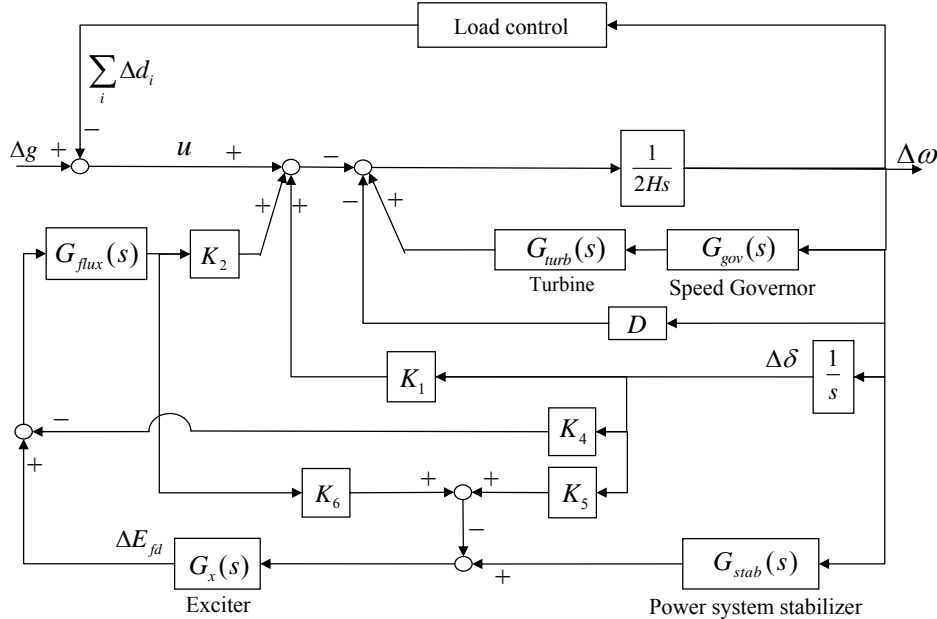 Load control
∑_i Δd_i
−
Δg + u + − 1/2Hs Δω
+ + − +
G_flux(s) K_2 G_turb(s) G_gov(s)
Turbine Speed Governor
D
K_1 Δδ 1/s
− K_4
+ K_6 + + K_5
−
ΔE_fd G_x(s) + G_stab(s)
Exciter Power system stabilizer